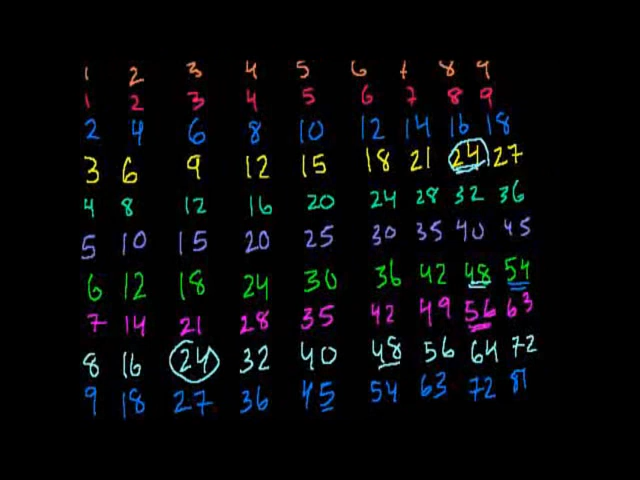 1 2 3 4 5 6 7 8 9
1 2 3 4 5 6 7 8 9
2 4 6 8 10 12 14 16 18
3 6 9 12 15 18 21 24 27
4 8 12 16 20 24 28 32 36
5 10 15 20 25 30 35 40 45
6 12 18 24 30 36 42 48 54
7 14 21 28 35 42 49 56 63
8 16 24 32 40 48 56 64 72
9 18 27 36 45 54 63 72 81